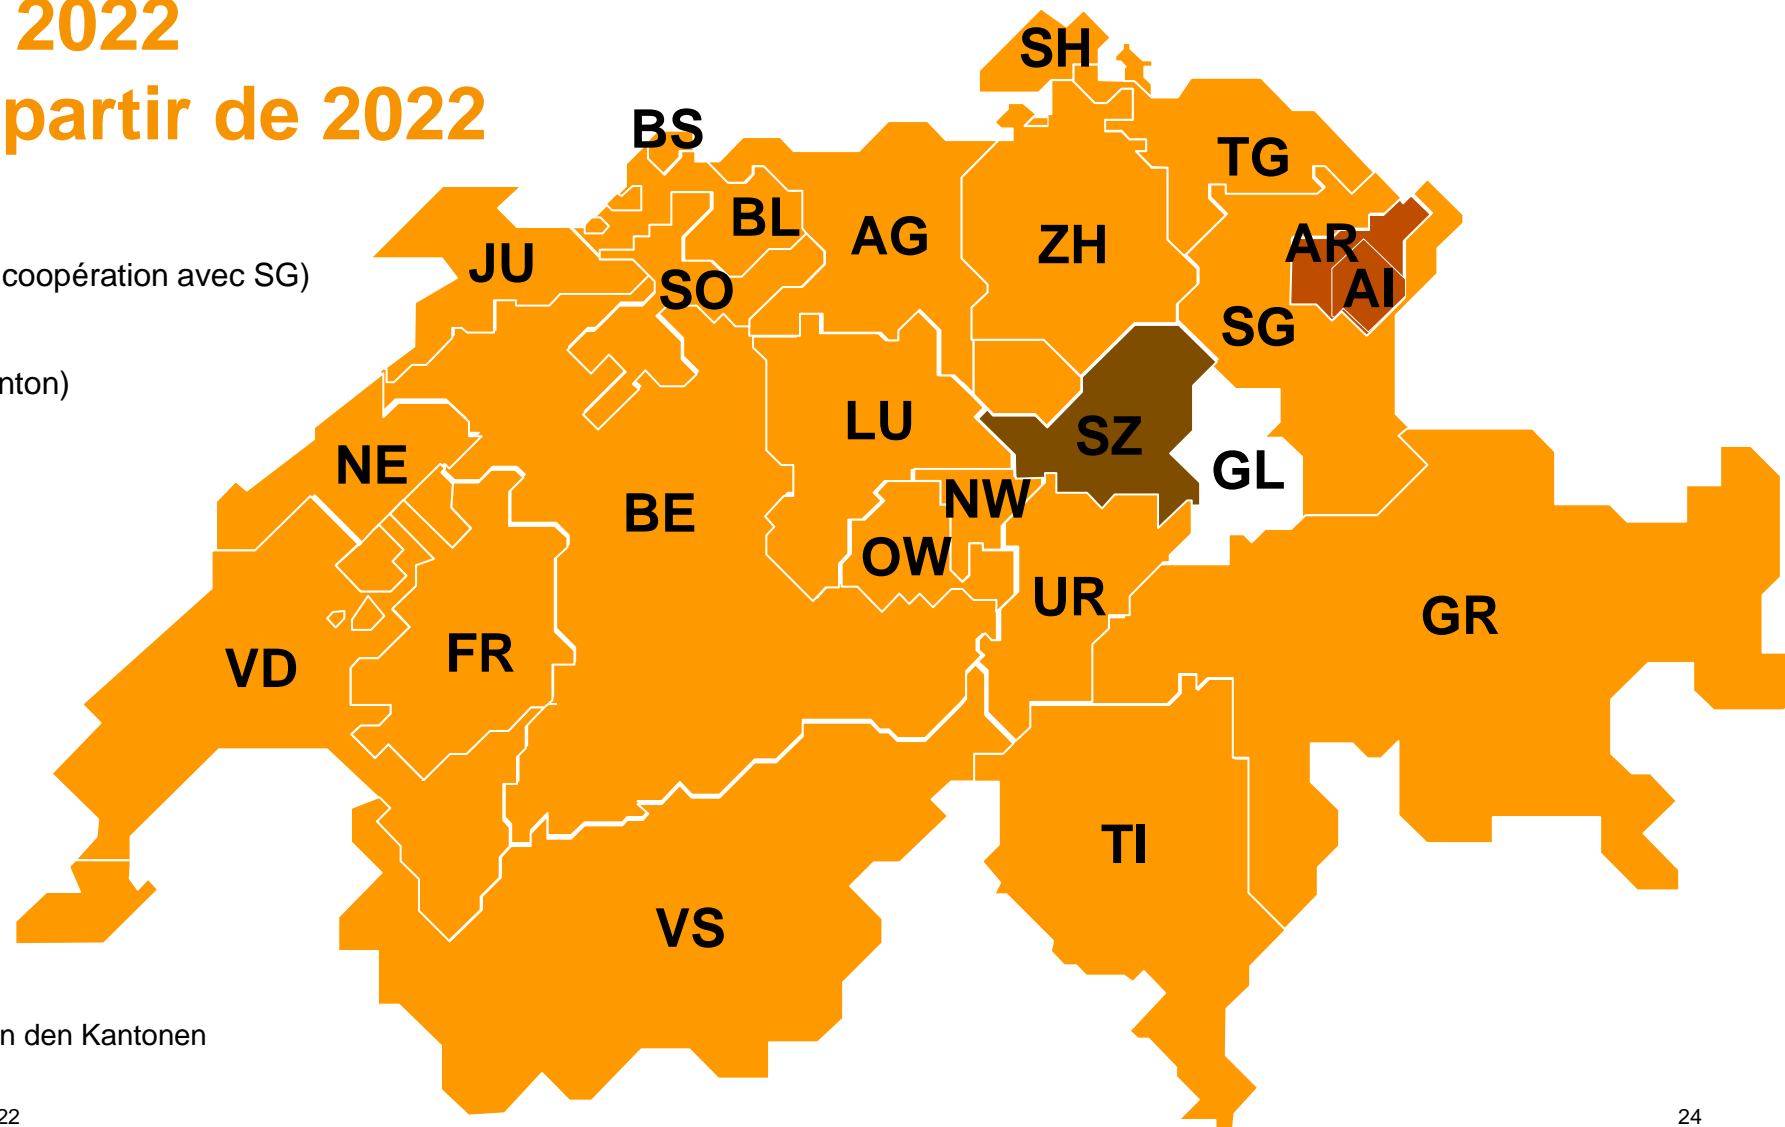 2022
partir de 2022
coopération avec SG)
nton)
SH
BS
TG
BL
AG
ZH
AR
JU
SO
AI
SG
LU
SZ
NE
GL
BE
NW
OW
UR
GR
FR
VD
TI
VS
n den Kantonen
22
24